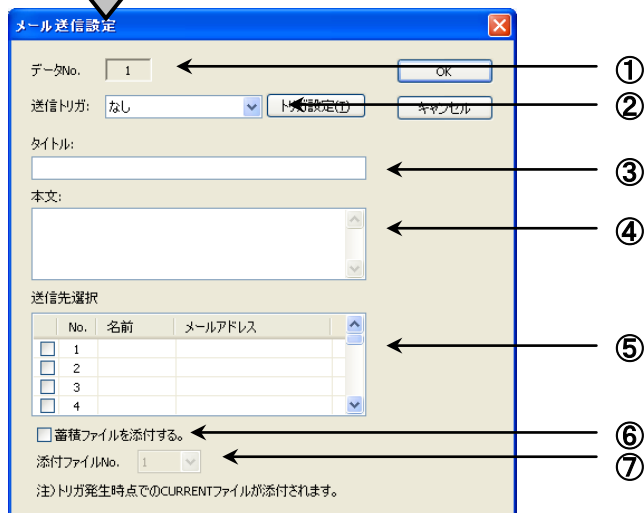 メール送信設定
データNo. 1 OK ①
送信トリガ: なし トリガ設定(T) キャンセル ②
タイトル:
③
本文:
④
送信先選択
No. 名前 メールアドレス
1
2
3
4
⑤
蓄積ファイルを添付する。 ⑥
添付ファイルNo. 1 ⑦
注)トリガ発生時点でのCURRENTファイルが添付されます。